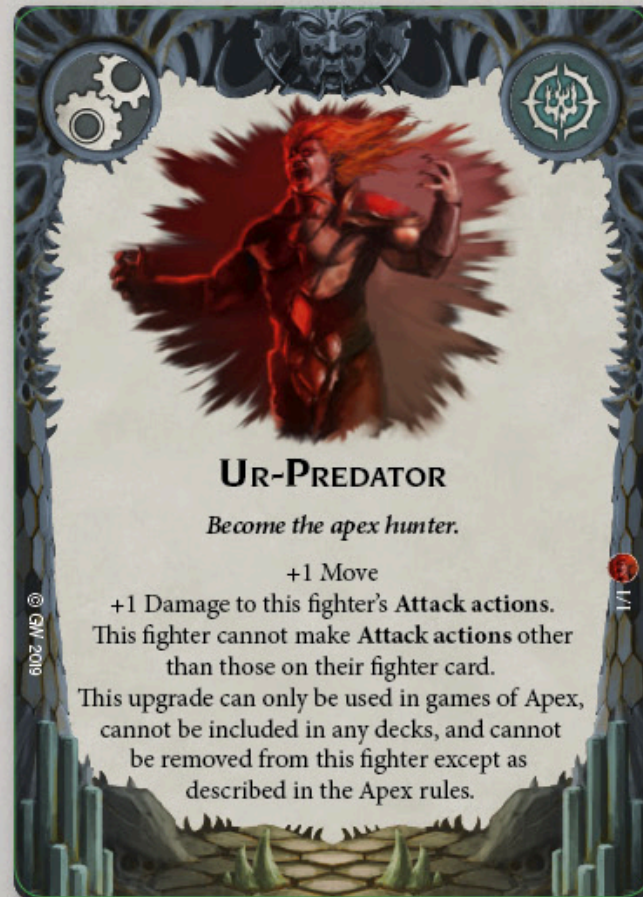 Ur-Predator
Become the apex hunter.
+1 Move
+1 Damage to this fighter's Attack actions.
This fighter cannot make Attack actions other
than those on their fighter card.
This upgrade can only be used in games of Apex,
cannot be included in any decks, and cannot
be removed from this fighter except as
described in the Apex rules.
© GW 2019
1/1